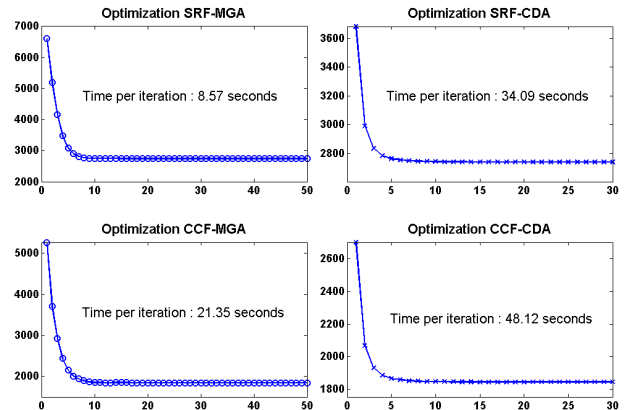 Optimization SRF-MGA
7000
6000
5000
4000
3000
2000
Time per iteration : 8.57 seconds
0 10 20 30 40 50
Optimization SRF-CDA
3600
3400
3200
3000
2800
Time per iteration : 34.09 seconds
0 5 10 15 20 25 30
Optimization CCF-MGA
5000
4000
3000
2000
Time per iteration : 21.35 seconds
0 10 20 30 40 50
Optimization CCF-CDA
2600
2400
2200
2000
1800
Time per iteration : 48.12 seconds
0 5 10 15 20 25 30